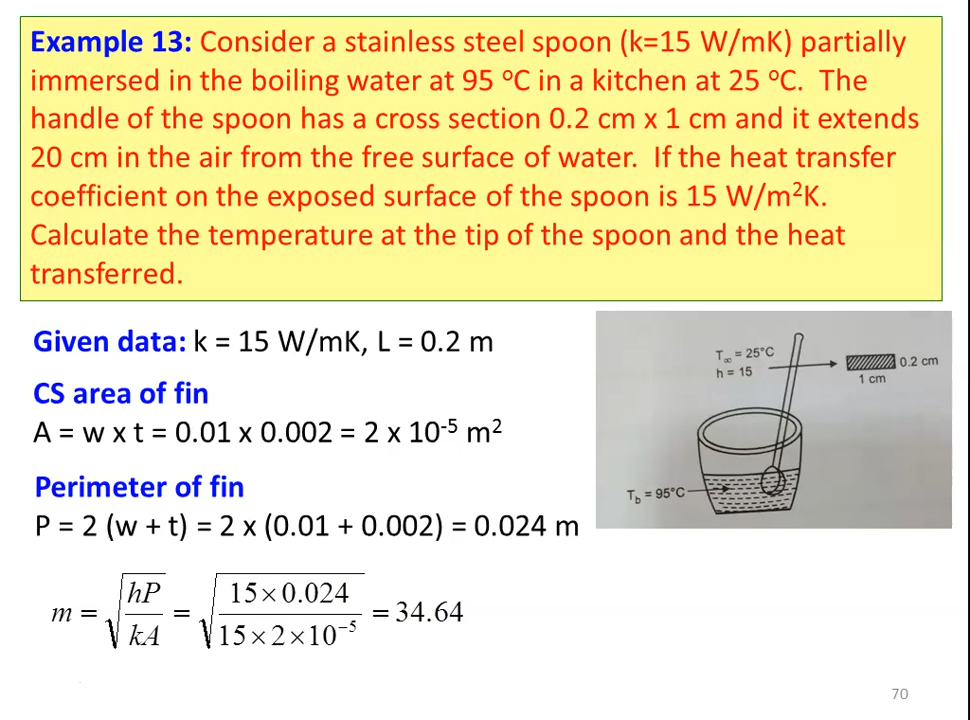 Example 13: Consider a stainless steel spoon (k=15 W/mK) partially
immersed in the boiling water at 95 °C in a kitchen at 25 °C. The
handle of the spoon has a cross section 0.2 cm x 1 cm and it extends
20 cm in the air from the free surface of water. If the heat transfer
coefficient on the exposed surface of the spoon is 15 W/m²K.
Calculate the temperature at the tip of the spoon and the heat
transferred.
Given data: k = 15 W/mK, L = 0.2 m
CS area of fin
A = w x t = 0.01 x 0.002 = 2 x 10⁻⁵ m²
Perimeter of fin
P = 2 (w + t) = 2 x (0.01 + 0.002) = 0.024 m
m = √(hP/kA) = √(15×0.024/15×2×10⁻⁵) = 34.64
T∞ = 25°C
h = 15
0.2 cm
1 cm
T_b = 95°C
70